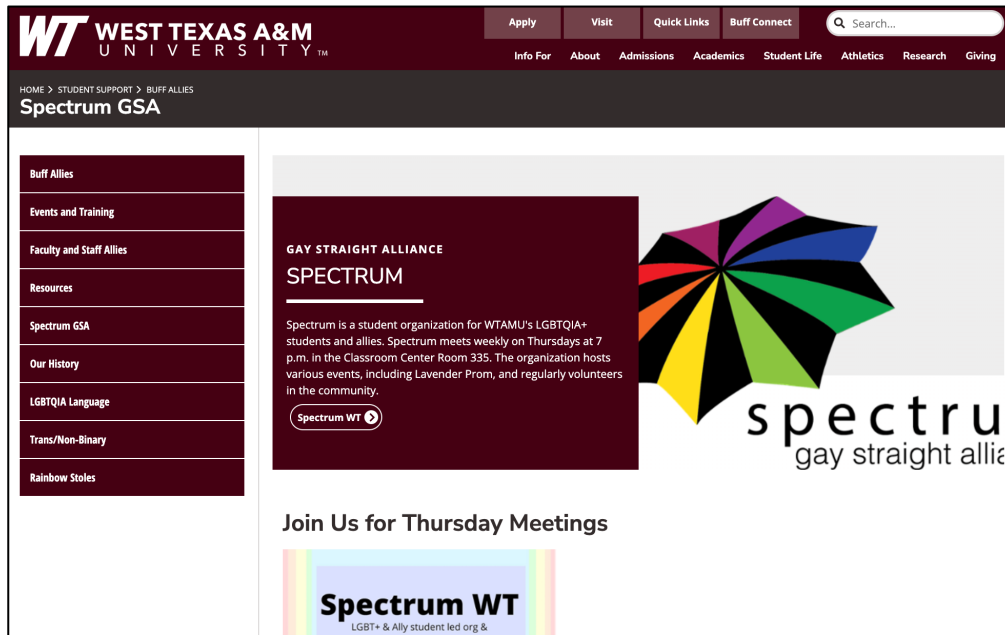 WT WEST TEXAS A&M
UNIVERSITY TM
Apply Visit Quick Links Buff Connect Search...
Info For About Admissions Academics Student Life Athletics Research Giving
HOME > STUDENT SUPPORT > BUFF ALLIES
Spectrum GSA
Buff Allies
Events and Training
Faculty and Staff Allies
Resources
Spectrum GSA
Our History
LGBTQIA Language
Trans/Non-Binary
Rainbow Stoles
GAY STRAIGHT ALLIANCE
SPECTRUM
Spectrum is a student organization for WTAMU's LGBTQIA+
students and allies. Spectrum meets weekly on Thursdays at 7
p.m. in the Classroom Center Room 335. The organization hosts
various events, including Lavender Prom, and regularly volunteers
in the community.
Spectrum WT
spectru
gay straight allia
Join Us for Thursday Meetings
Spectrum WT
LGBT+ & Ally student led org &